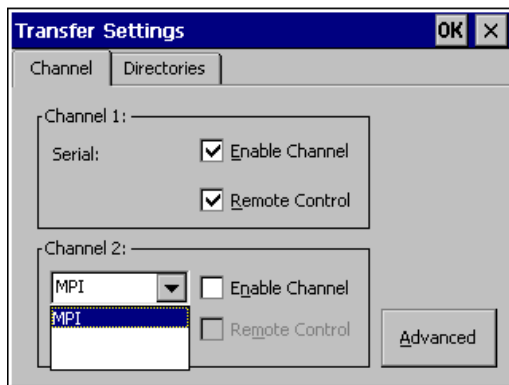 Transfer Settings OK ×
Channel Directories
Channel 1:
Serial: Enable Channel
Remote Control
Channel 2:
MPI Enable Channel
MPI Remote Control
Advanced